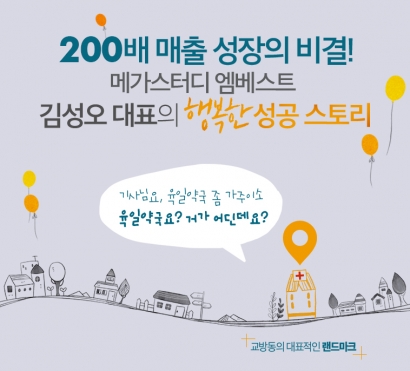 200배 매출 성장의 비결!
메가스터디 엠베스트
김성오 대표의 행복한 성공 스토리
기사님요, 육일약국 좀 가주이소
육일약국요? 거가 어딘데요?
교방동의 대표적인 랜드마크